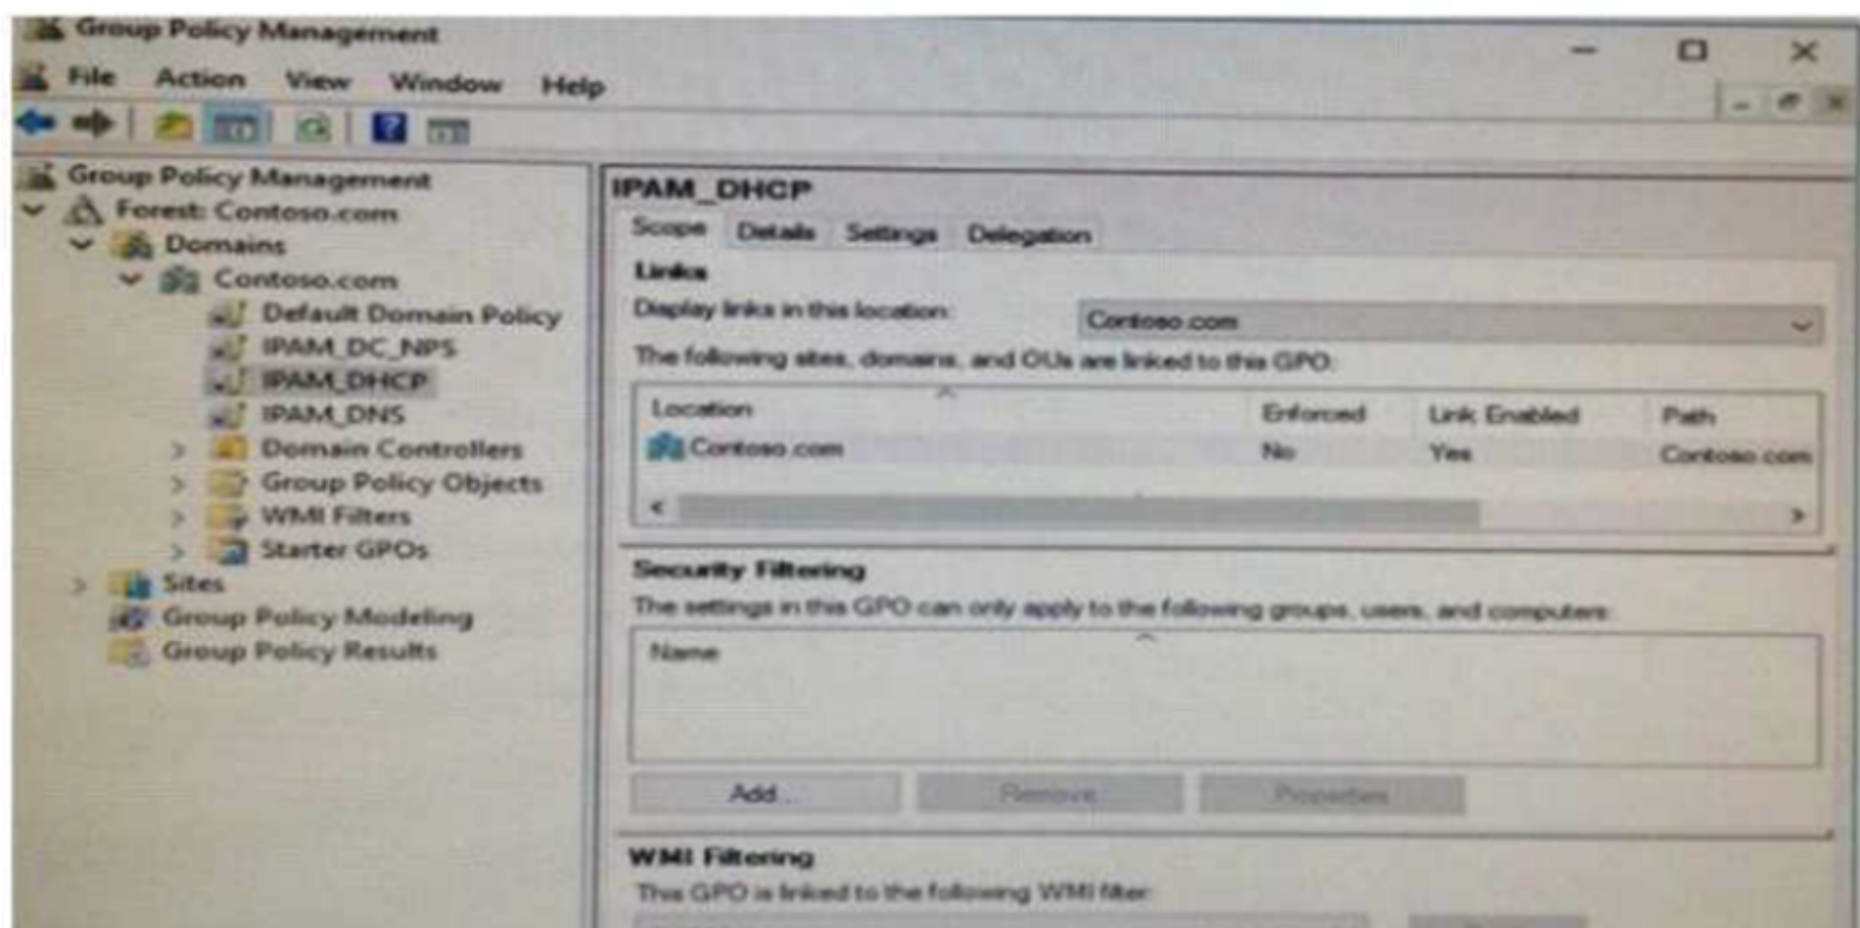 Group Policy Management
File Action View Window Help
Group Policy Management
Forest: Contoso.com
Domains
Contoso.com
Default Domain Policy
IPAM_DC_NPS
IPAM_DHCP
IPAM_DNS
Domain Controllers
Group Policy Objects
WMI Filters
Starter GPOs
Sites
Group Policy Modeling
Group Policy Results
IPAM_DHCP
Scope Details Settings Delegation
Links
Display links in this location: Contoso.com
The following sites, domains, and OUs are linked to this GPO:
Location Enforced Link Enabled Path
Contoso.com No Yes Contoso.com
Security Filtering
The settings in this GPO can only apply to the following groups, users, and computers:
Name
Add... Remove Properties
WMI Filtering
This GPO is linked to the following WMI filter: